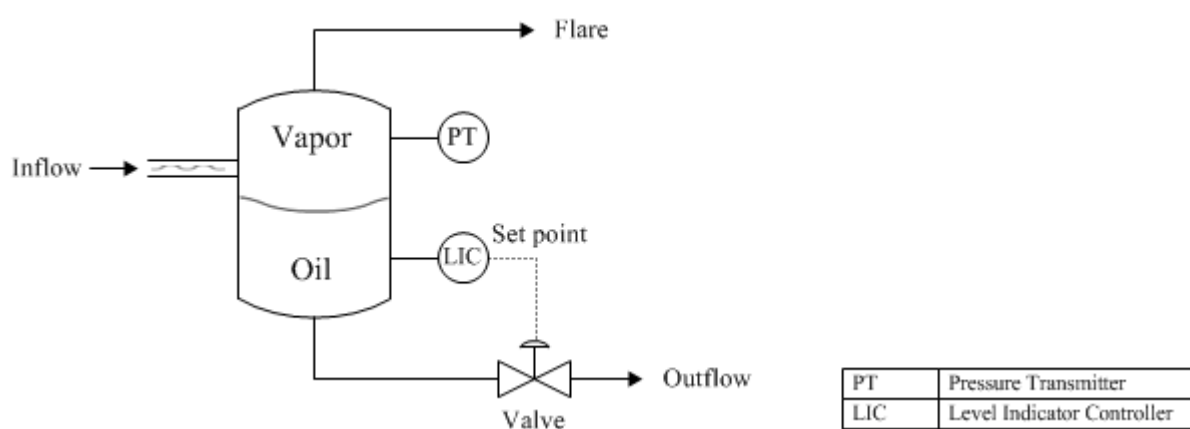 Flare
Vapor
PT
Inflow
Set point
LIC
Oil
Outflow
Valve
PT Pressure Transmitter
LIC Level Indicator Controller